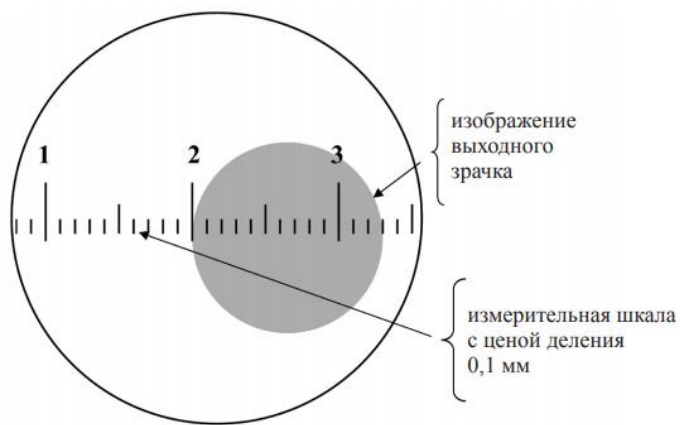 1
2
3
изображение
выходного
зрачка
измерительная шкала
с ценой деления
0,1 мм